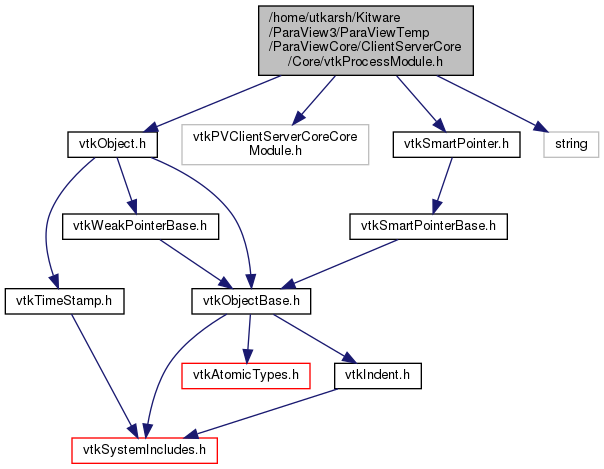 /home/utkarsh/Kitware
/ParaView3/ParaViewTemp
/ParaViewCore/ClientServerCore
/Core/vtkProcessModule.h
vtkObject.h
vtkPVClientServerCoreCore
Module.h
vtkSmartPointer.h
string
vtkWeakPointerBase.h
vtkSmartPointerBase.h
vtkTimeStamp.h
vtkObjectBase.h
vtkAtomicTypes.h
vtkIndent.h
vtkSystemIncludes.h